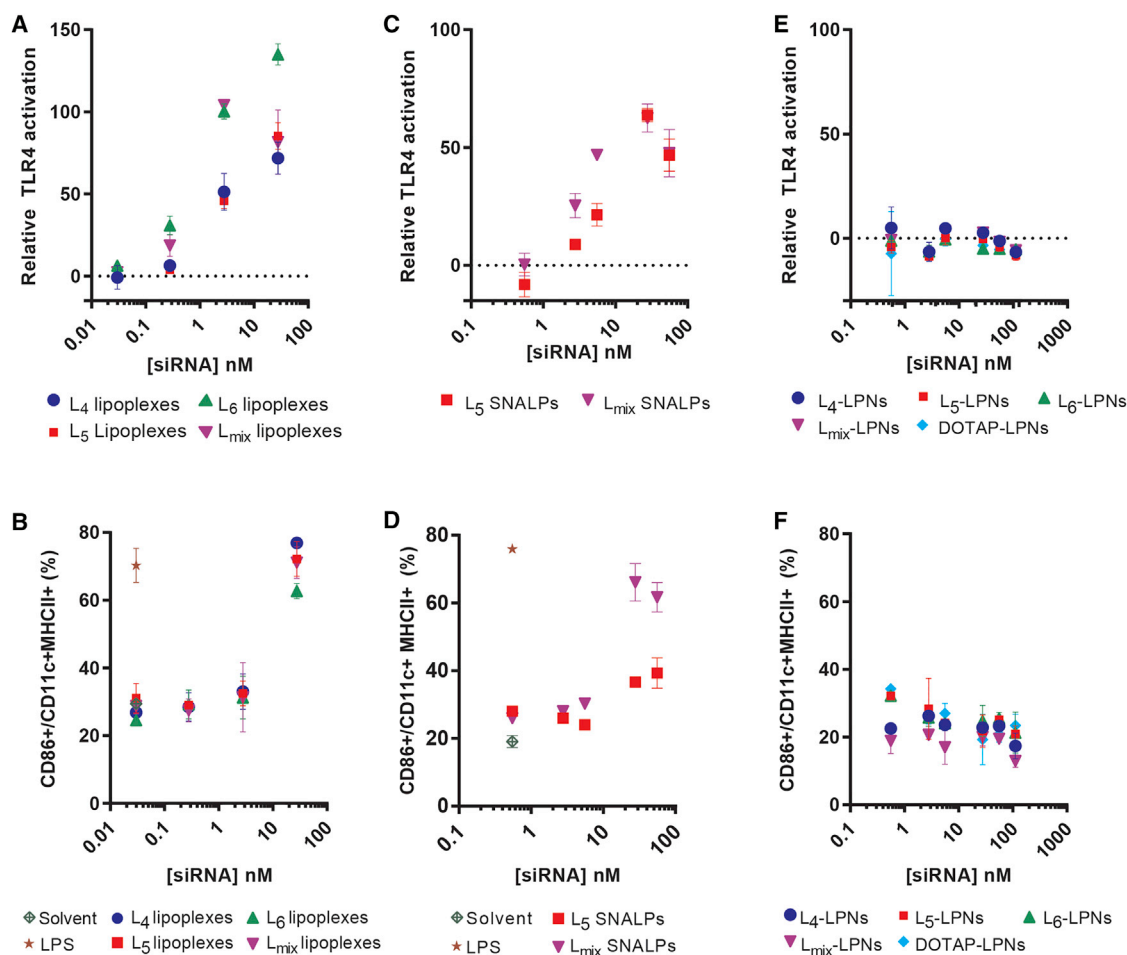 A
Relative TLR4 activation
150
100
50
0
0.01
0.1
1
10
100
[siRNA] nM
L4 lipoplexes
L6 lipoplexes
L5 Lipoplexes
Lmix lipoplexes
C
Relative TLR4 activation
100
50
0
0.1
1
10
100
[siRNA] nM
L5 SNALPs
Lmix SNALPs
E
Relative TLR4 activation
100
50
0
0.1
1
10
100
1000
[siRNA] nM
L4-LPNs
L5-LPNs
L6-LPNs
Lmix-LPNs
DOTAP-LPNs
B
CD86+/CD11c+MHCII+ (%)
80
60
40
20
0
0.01
0.1
1
10
100
[siRNA] nM
Solvent
L4 lipoplexes
L6 lipoplexes
LPS
L5 lipoplexes
Lmix lipoplexes
D
CD86+/CD11c+ MHCII+ (%)
80
60
40
20
0
0.1
1
10
100
[siRNA] nM
Solvent
L5 SNALPs
LPS
Lmix SNALPs
F
CD86+/CD11c+MHCII+ (%)
80
60
40
20
0
0.1
1
10
100
1000
[siRNA] nM
L4-LPNs
L5-LPNs
L6-LPNs
Lmix-LPNs
DOTAP-LPNs